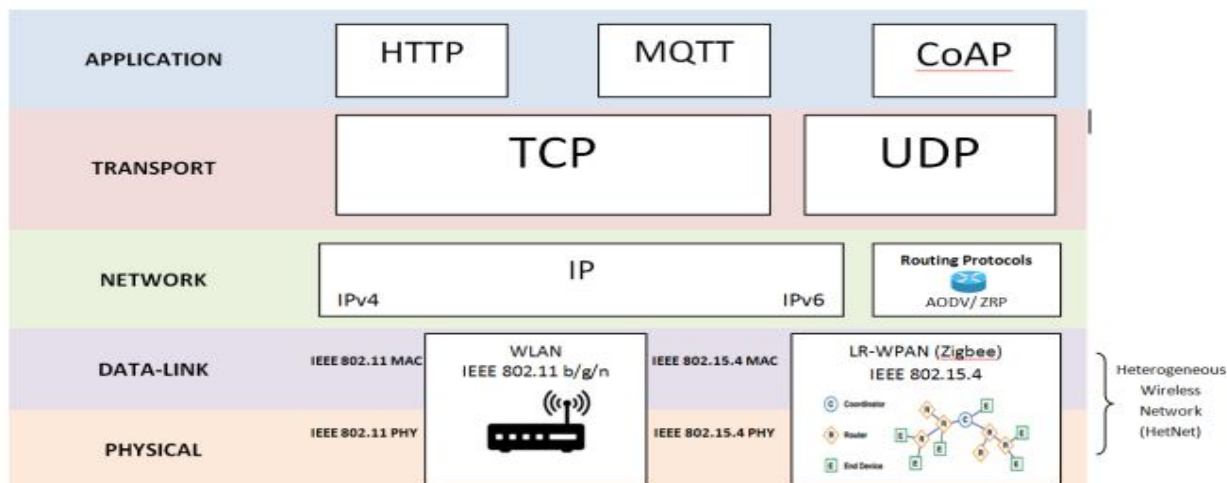 APPLICATION
HTTP
MQTT
CoAP
TRANSPORT
TCP
UDP
NETWORK
IP
IPv4
IPv6
Routing Protocols
AODV/ ZRP
DATA-LINK
IEEE 802.11 MAC
WLAN
IEEE 802.11 b/g/n
IEEE 802.15.4 MAC
LR-WPAN (Zigbee)
IEEE 802.15.4
PHYSICAL
IEEE 802.11 PHY
IEEE 802.15.4 PHY
C Coordinator
R Router
E End Device
C
R
R
R
R
R
R
E
E
E
E
E
E
Heterogeneous
Wireless
Network
(HetNet)